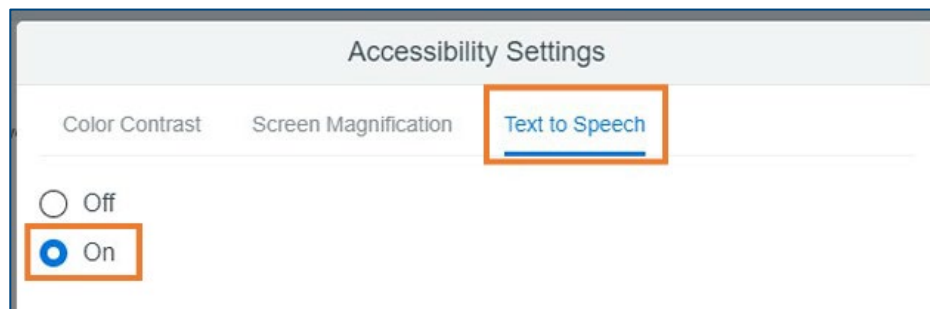 Accessibility Settings
Color Contrast Screen Magnification Text to Speech
Off
On